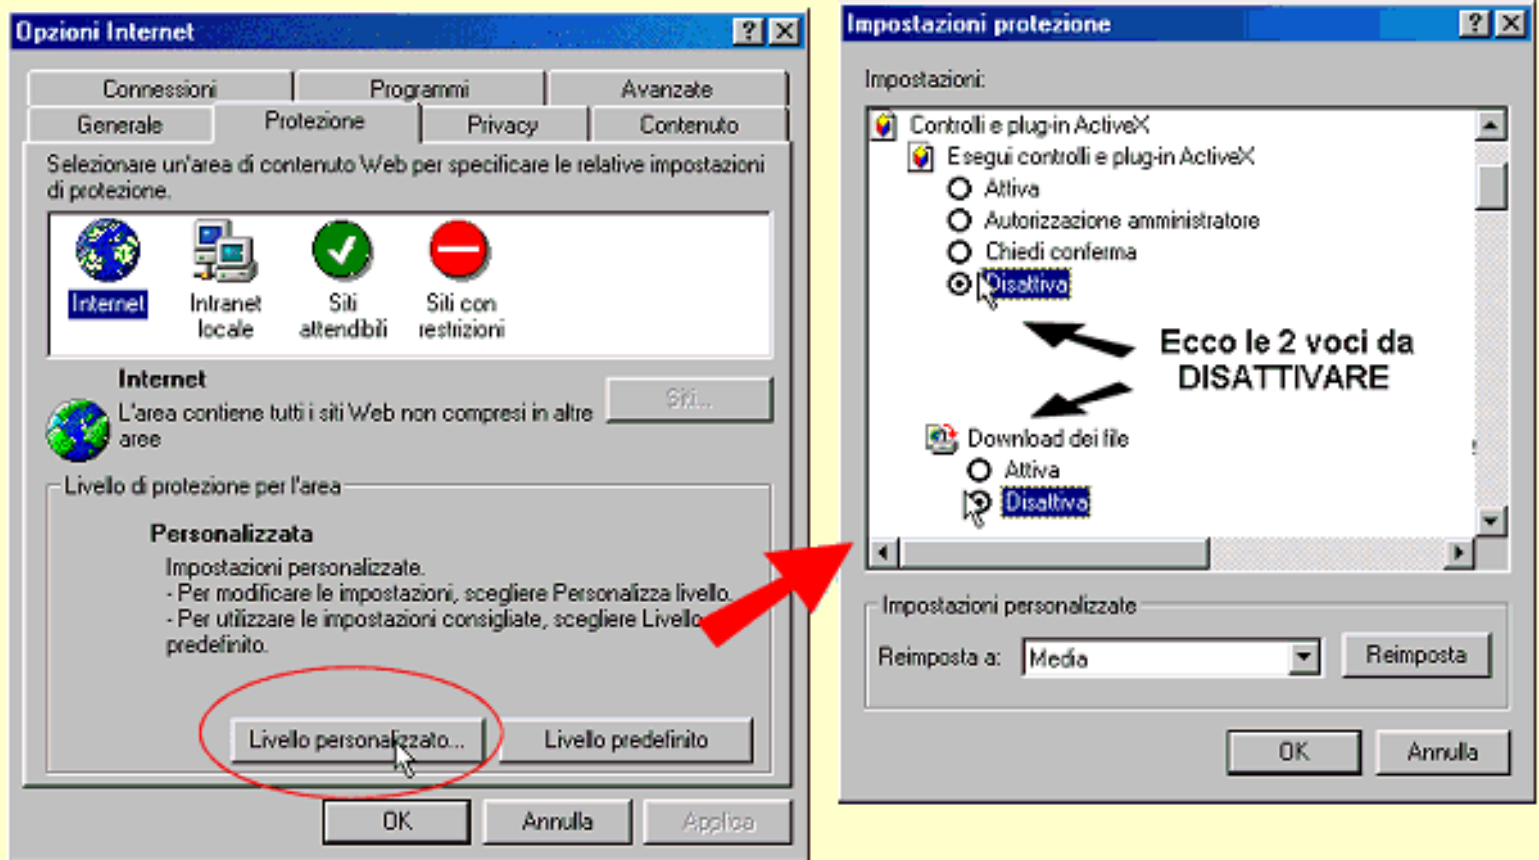 Opzioni Internet
Connessioni
Programmi
Avanzate
Generale
Protezione
Privacy
Contenuto
Selezionare un'area di contenuto Web per specificare le relative impostazioni
di protezione.
Internet
Intranet
locale
Siti
attendibili
Siti con
restrizioni
Internet
L'area contiene tutti i siti Web non compresi in altre
aree
Siti...
Livello di protezione per l'area
Personalizzata
Impostazioni personalizzate.
- Per modificare le impostazioni, scegliere Personalizza livello.
- Per utilizzare le impostazioni consigliate, scegliere Livello
predefinito.
Livello personalizzato...
Livello predefinito
OK
Annulla
Applica
Impostazioni protezione
Impostazioni:
Controlli e plug-in ActiveX
Esegui controlli e plug-in ActiveX
Attiva
Autorizzazione amministratore
Chiedi conferma
Disattiva
Ecco le 2 voci da
DISATTIVARE
Download dei file
Attiva
Disattiva
Impostazioni personalizzate
Reimposta a:
Media
Reimposta
OK
Annulla